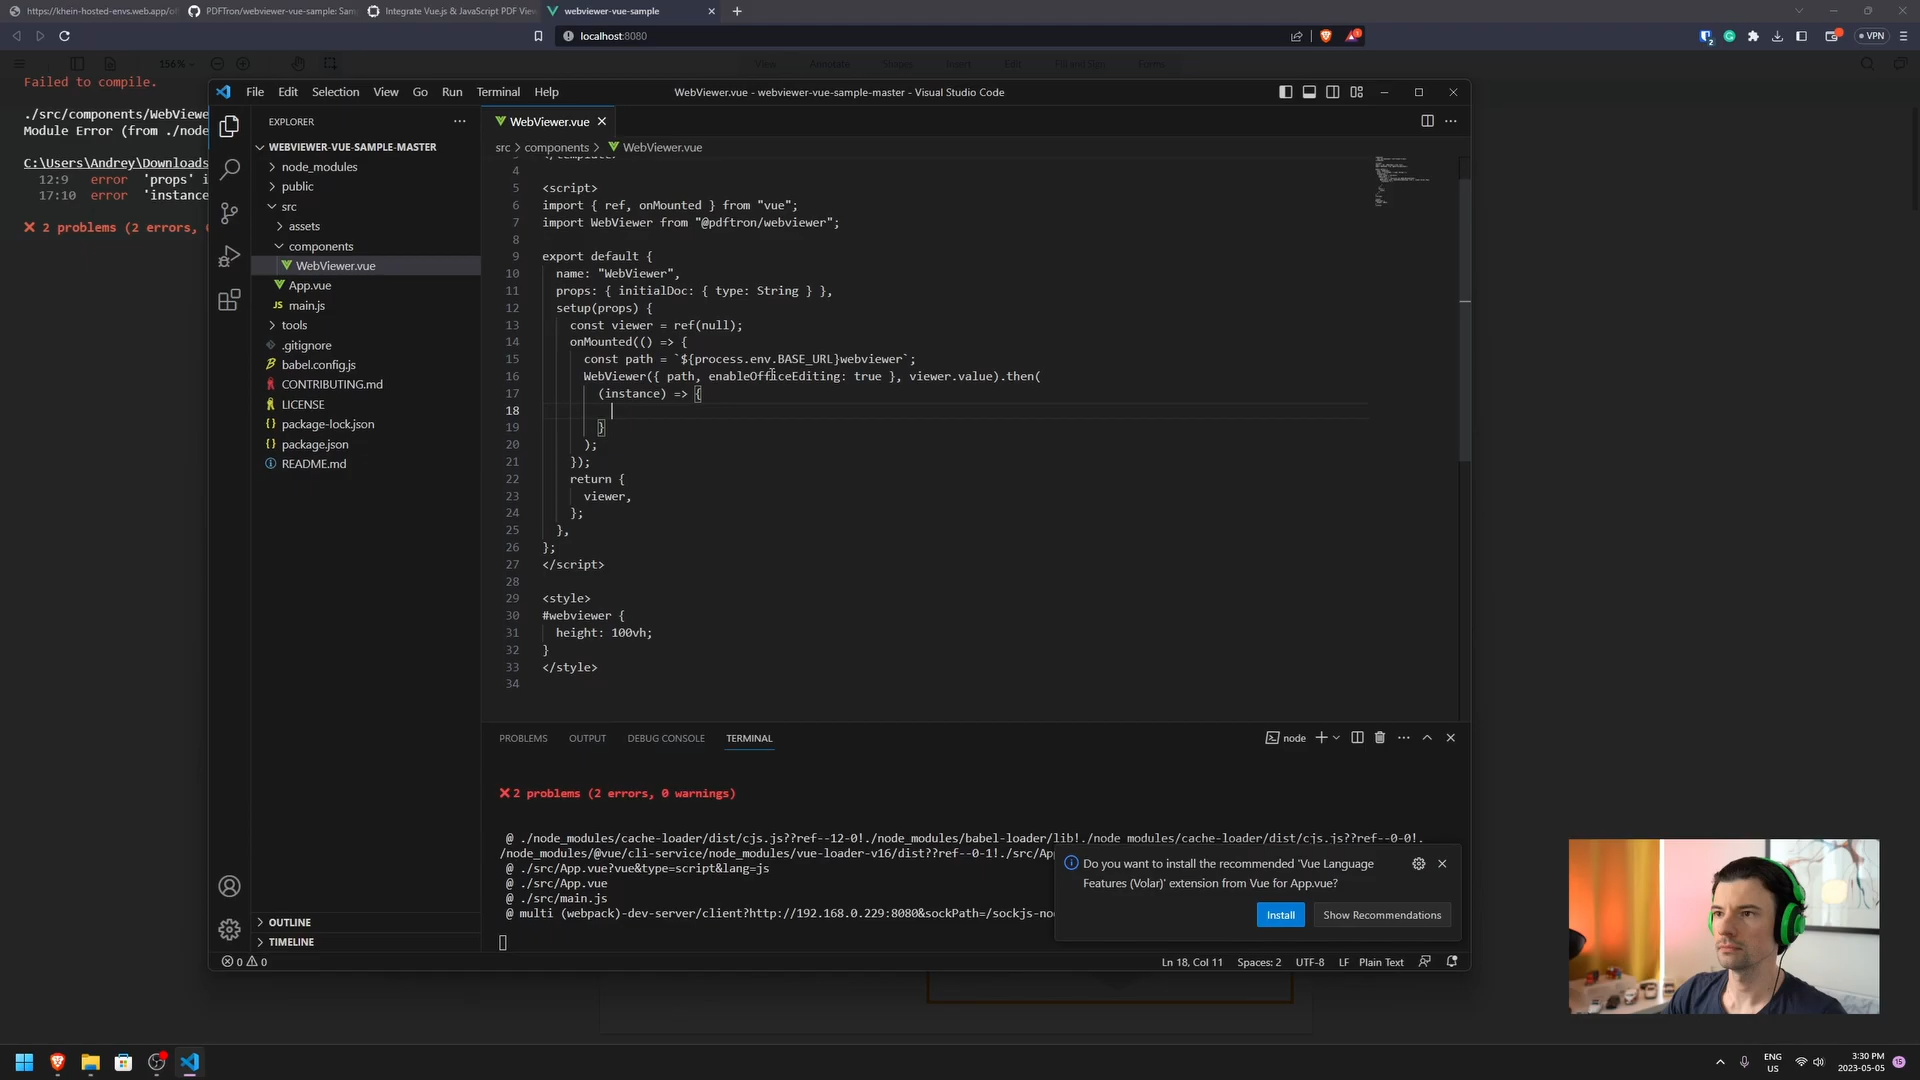 https://khein-hosted-envs.web.app/of
PDFTron/webviewer-vue-sample: Sam
Integrate Vue.js & JavaScript PDF View
webviewer-vue-sample
localhost:8080
VPN
156%
View
Annotate
Shapes
Insert
Edit
Fill and Sign
Forms
Failed to compile.
./src/components/WebViewe
Module Error (from ./node
C:\Users\Andrey\Downloads
12:9 error 'props' i
17:10 error 'instance
2 problems (2 errors,
File Edit Selection View Go Run Terminal Help
WebViewer.vue - webviewer-vue-sample-master - Visual Studio Code
EXPLORER
WEBVIEWER-VUE-SAMPLE-MASTER
node_modules
public
src
assets
components
WebViewer.vue
App.vue
main.js
tools
.gitignore
babel.config.js
CONTRIBUTING.md
LICENSE
package-lock.json
package.json
README.md
OUTLINE
TIMELINE
WebViewer.vue
src > components > WebViewer.vue
4
5 <script>
6 import { ref, onMounted } from "vue";
7 import WebViewer from "@pdftron/webviewer";
8
9 export default {
10 name: "WebViewer",
11 props: { initialDoc: { type: String } },
12 setup(props) {
13 const viewer = ref(null);
14 onMounted(() => {
15 const path = `${process.env.BASE_URL}webviewer`;
16 WebViewer({ path, enableOfficeEditing: true }, viewer.value).then(
17 (instance) => {
18
19 }
20 );
21 });
22 return {
23 viewer,
24 };
25 },
26 };
27 </script>
28
29 <style>
30 #webviewer {
31 height: 100vh;
32 }
33 </style>
34
PROBLEMS OUTPUT DEBUG CONSOLE TERMINAL
node
2 problems (2 errors, 0 warnings)
@ ./node_modules/cache-loader/dist/cjs.js??ref--12-0!./node_modules/babel-loader/lib!./node_modules/cache-loader/dist/cjs.js??ref--0-0!.
/node_modules/@vue/cli-service/node_modules/vue-loader-v16/dist??ref--0-1!./src/Ap
@ ./src/App.vue?vue&type=script&lang=js
@ ./src/App.vue
@ ./src/main.js
@ multi (webpack)-dev-server/client?http://192.168.0.229:8080&sockPath=/sockjs-no
Do you want to install the recommended 'Vue Language
Features (Volar)' extension from Vue for App.vue?
Install
Show Recommendations
0 0
Ln 18, Col 11 Spaces: 2 UTF-8 LF Plain Text
ENG
US
3:30 PM
2023-05-05
15